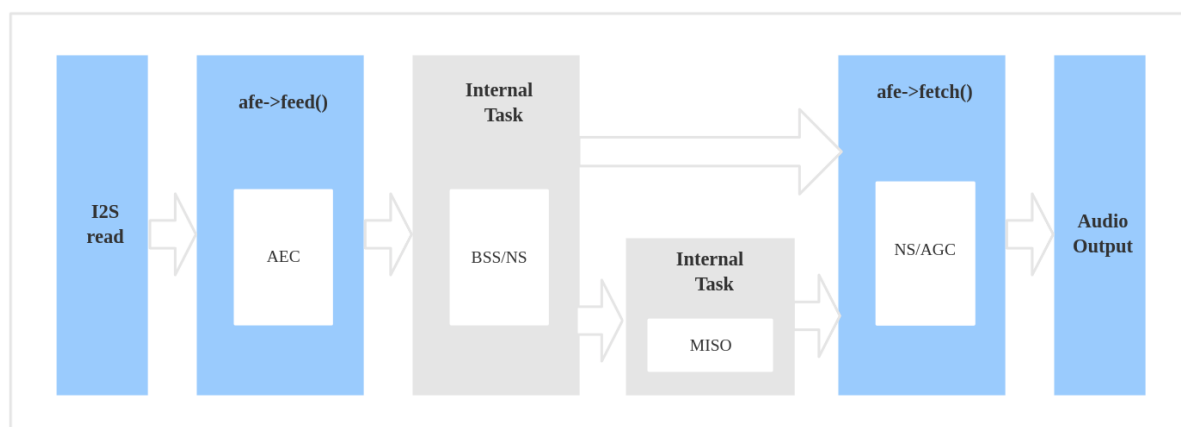 I2S
read
afe->feed()
AEC
Internal
Task
BSS/NS
Internal
Task
MISO
afe->fetch()
NS/AGC
Audio
Output